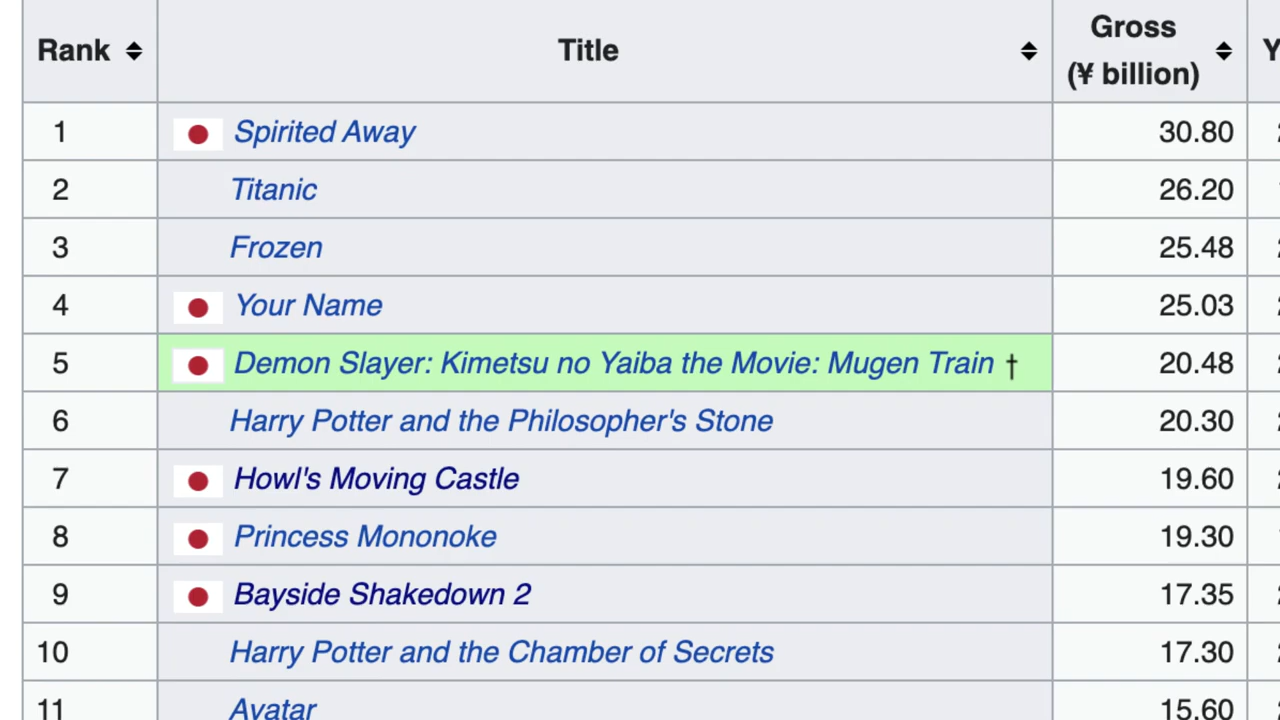 Rank Title Gross (¥ billion) Y
1 Spirited Away 30.80
2 Titanic 26.20
3 Frozen 25.48
4 Your Name 25.03
5 Demon Slayer: Kimetsu no Yaiba the Movie: Mugen Train † 20.48
6 Harry Potter and the Philosopher's Stone 20.30
7 Howl's Moving Castle 19.60
8 Princess Mononoke 19.30
9 Bayside Shakedown 2 17.35
10 Harry Potter and the Chamber of Secrets 17.30
11 Avatar 15.60